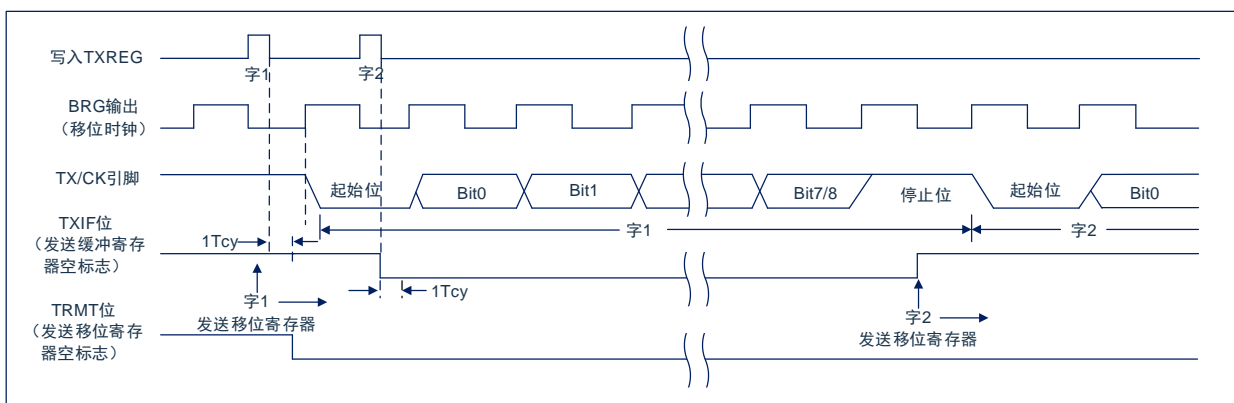 写入TXREG
字1
字2
BRG输出
（移位时钟）
TX/CK引脚
起始位
Bit0
Bit1
Bit7/8
停止位
起始位
Bit0
TXIF位
（发送缓冲寄存
器空标志）
1Tcy
字1
字2
1Tcy
字1
发送移位寄存器
字2
发送移位寄存器
TRMT位
（发送移位寄存
器空标志）